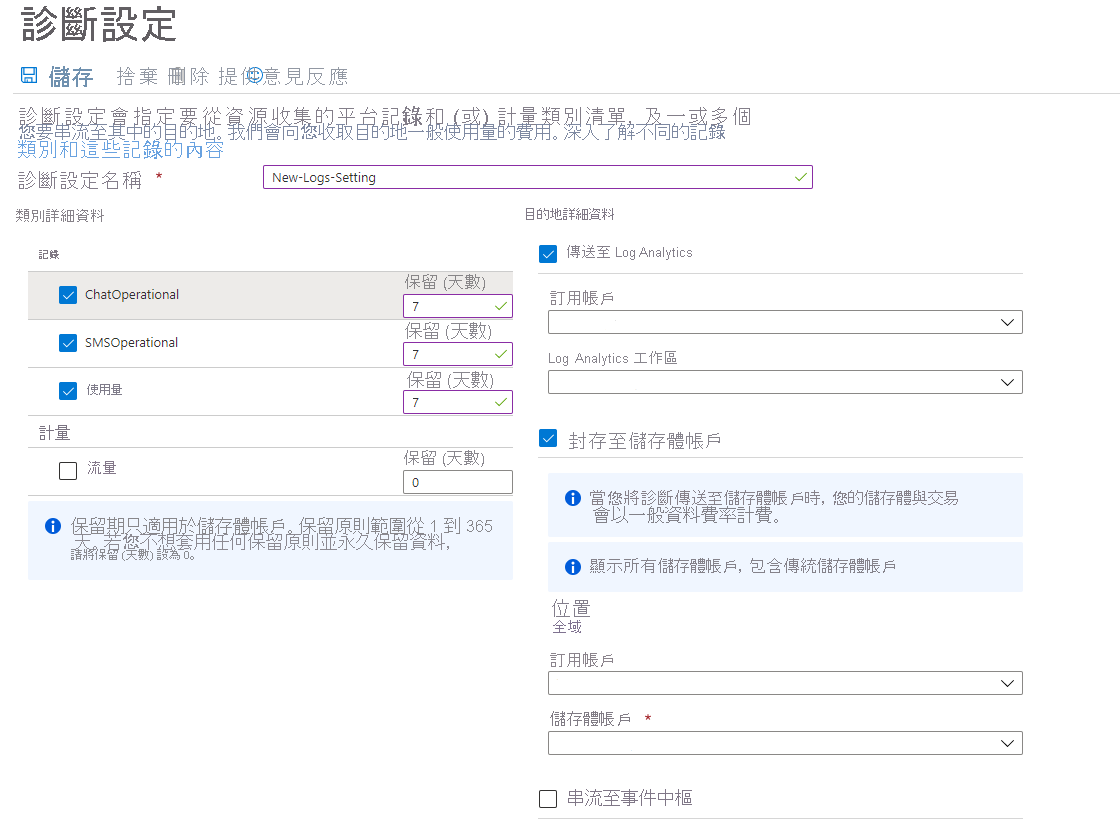 診斷設定
儲存 捨棄 刪除 提供意見反應
診斷設定會指定要從資源收集的平台記錄和 (或) 計量類別清單, 及一或多個
您要串流至其中的目的地。我們會向您收取目的地一般使用量的費用。深入了解不同的記錄
類別和這些記錄的內容
診斷設定名稱 *
New-Logs-Setting
類別詳細資料
記錄
ChatOperational
保留 (天數)
7
SMSOperational
保留 (天數)
7
使用量
保留 (天數)
7
計量
流量
保留 (天數)
0
保留期只適用於儲存體帳戶。保留原則範圍從 1 到 365
天。若您不想套用任何保留原則並永久保留資料,
請將保留 (天數) 設為 0。
目的地詳細資料
傳送至 Log Analytics
訂用帳戶
Log Analytics 工作區
封存至儲存體帳戶
當您將診斷傳送至儲存體帳戶時, 您的儲存體與交易
會以一般資料費率計費。
顯示所有儲存體帳戶, 包含傳統儲存體帳戶
位置
全域
訂用帳戶
儲存體帳戶 *
串流至事件中樞